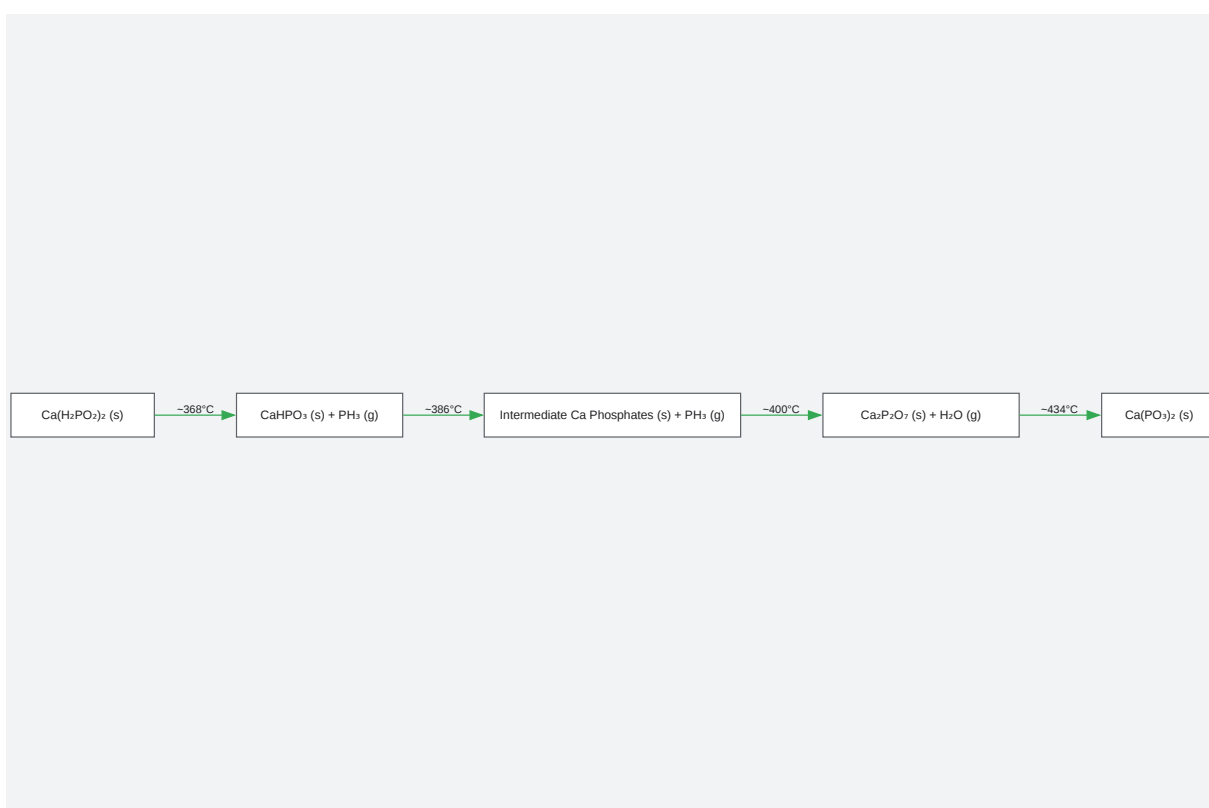 Ca(H₂PO₂)₂ (s)
~368°C
CaHPO₃ (s) + PH₃ (g)
~386°C
Intermediate Ca Phosphates (s) + PH₃ (g)
~400°C
Ca₂P₂O₇ (s) + H₂O (g)
~434°C
Ca(PO₃)₂ (s)